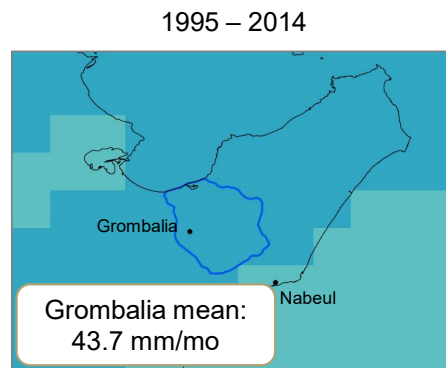 1995 – 2014
Grombalia
Nabeul
Grombalia mean:
43.7 mm/mo